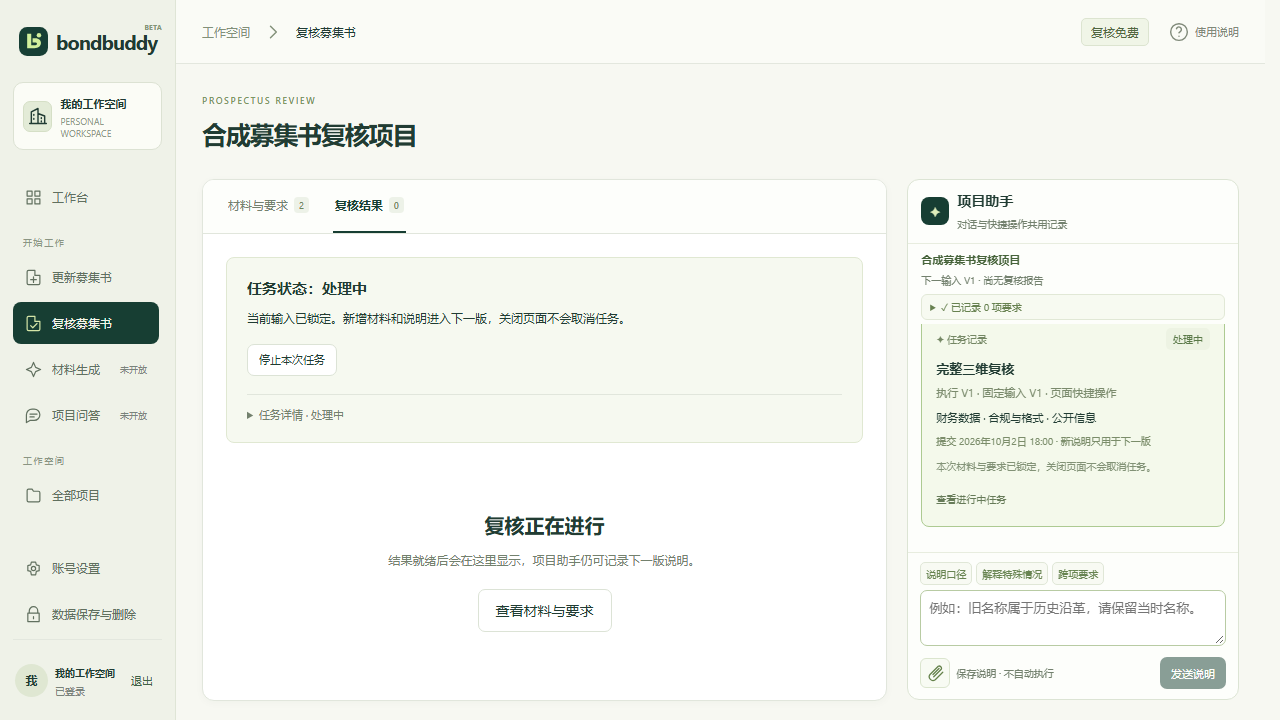 bondbuddy
BETA
我的工作空间
PERSONAL
WORKSPACE
工作台
开始工作
更新募集书
复核募集书
材料生成 未开放
项目问答 未开放
工作空间
全部项目
账号设置
数据保存与删除
我 我的工作空间
已登录
退出
工作空间 复核募集书
复核免费
? 使用说明
PROSPECTUS REVIEW
合成募集书复核项目
材料与要求 2 复核结果 0
任务状态：处理中
当前输入已锁定。新增材料和说明进入下一版，关闭页面不会取消任务。
停止本次任务
▶ 任务详情 · 处理中
复核正在进行
结果就绪后会在这里显示，项目助手仍可记录下一版说明。
查看材料与要求
✦ 项目助手
对话与快捷操作共用记录
合成募集书复核项目
下一输入 V1 · 尚无复核报告
▶ ✓ 已记录 0 项要求
✦ 任务记录 处理中
完整三维复核
执行 V1 · 固定输入 V1 · 页面快捷操作
财务数据 · 合规与格式 · 公开信息
提交 2026年10月2日 18:00 · 新说明只用于下一版
本次材料与要求已锁定，关闭页面不会取消任务。
查看进行中任务
说明口径 解释特殊情况 跨项要求
例如：旧名称属于历史沿革，请保留当时名称。
保存说明 · 不自动执行
发送说明